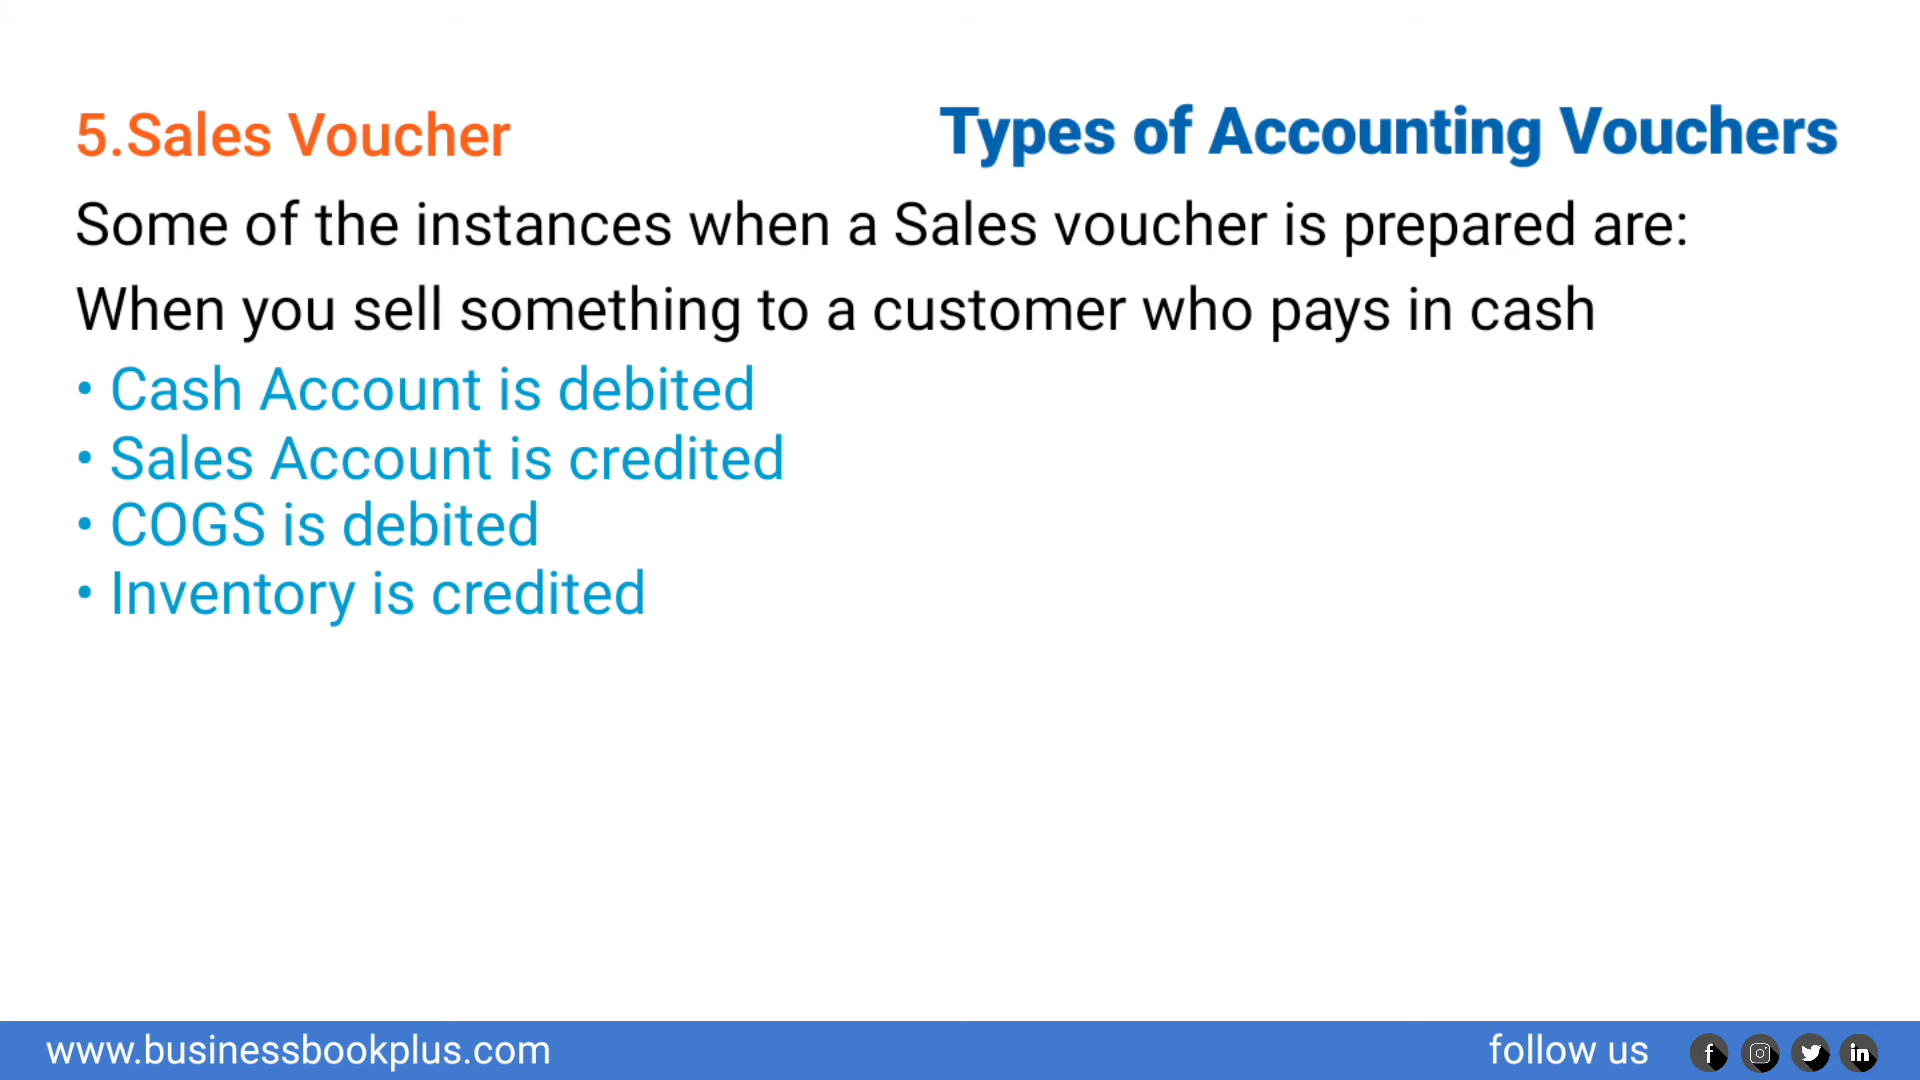 5.Sales Voucher
Types of Accounting Vouchers
Some of the instances when a Sales voucher is prepared are:
When you sell something to a customer who pays in cash
• Cash Account is debited
• Sales Account is credited
• COGS is debited
• Inventory is credited
www.businessbookplus.com
follow us